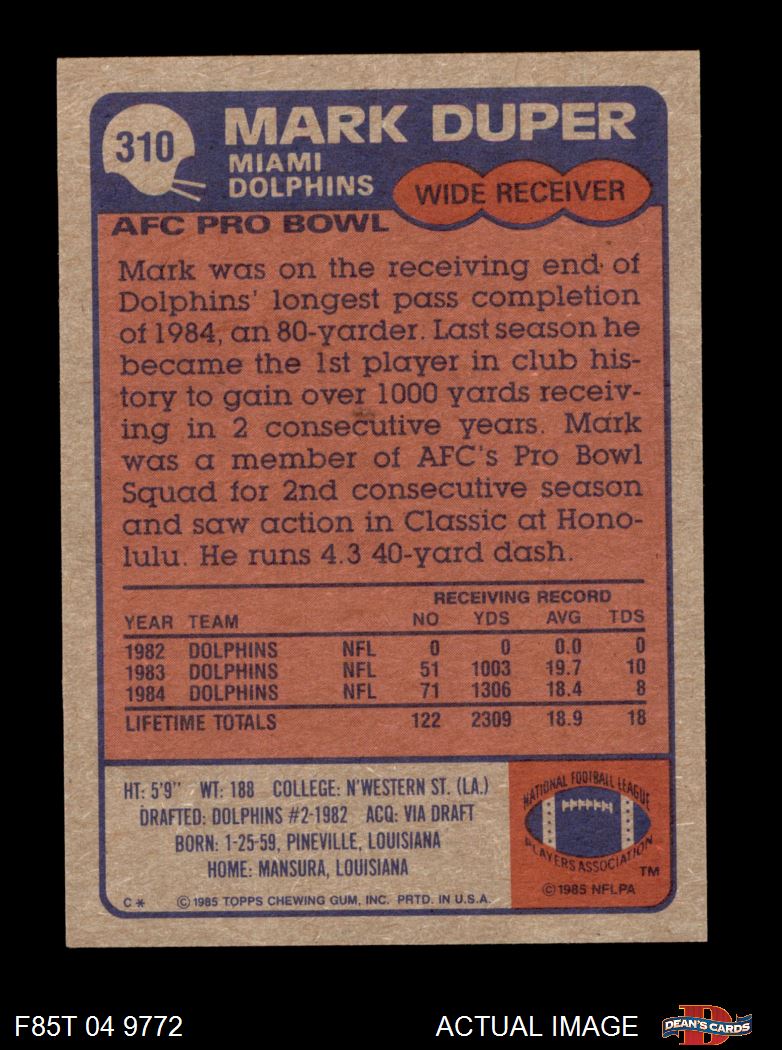 310
MARK DUPER
MIAMI
DOLPHINS
WIDE RECEIVER
AFC PRO BOWL
Mark was on the receiving end of
Dolphins' longest pass completion
of 1984, an 80-yarder. Last season he
became the 1st player in club his-
tory to gain over 1000 yards receiv-
ing in 2 consecutive years. Mark
was a member of AFC's Pro Bowl
Squad for 2nd consecutive season
and saw action in Classic at Hono-
lulu. He runs 4.3 40-yard dash.
RECEIVING RECORD
YEAR TEAM NO YDS AVG TDS
1982 DOLPHINS NFL 0 0 0.0 0
1983 DOLPHINS NFL 51 1003 19.7 10
1984 DOLPHINS NFL 71 1306 18.4 8
LIFETIME TOTALS 122 2309 18.9 18
HT: 5'9" WT: 188 COLLEGE: N'WESTERN ST. (LA.)
DRAFTED: DOLPHINS #2-1982 ACQ: VIA DRAFT
BORN: 1-25-59, PINEVILLE, LOUISIANA
HOME: MANSURA, LOUISIANA
C* © 1985 TOPPS CHEWING GUM, INC. PRTD. IN U.S.A.
NATIONAL FOOTBALL LEAGUE
PLAYERS ASSOCIATION
TM
© 1985 NFLPA
F85T 04 9772
ACTUAL IMAGE
D
DEAN'S CARDS